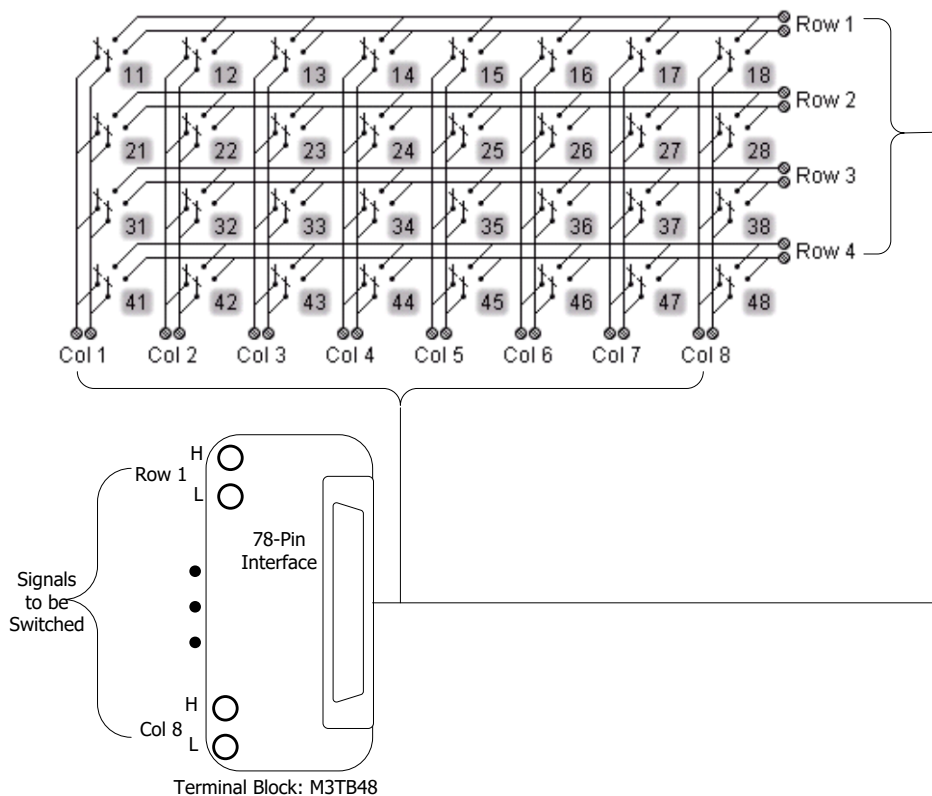 Row 1
11 12 13 14 15 16 17 18
Row 2
21 22 23 24 25 26 27 28
Row 3
31 32 33 34 35 36 37 38
Row 4
41 42 43 44 45 46 47 48
Col 1 Col 2 Col 3 Col 4 Col 5 Col 6 Col 7 Col 8
H
Row 1
L
78-Pin
Interface
Signals
to be
Switched
H
Col 8
L
Terminal Block: M3TB48